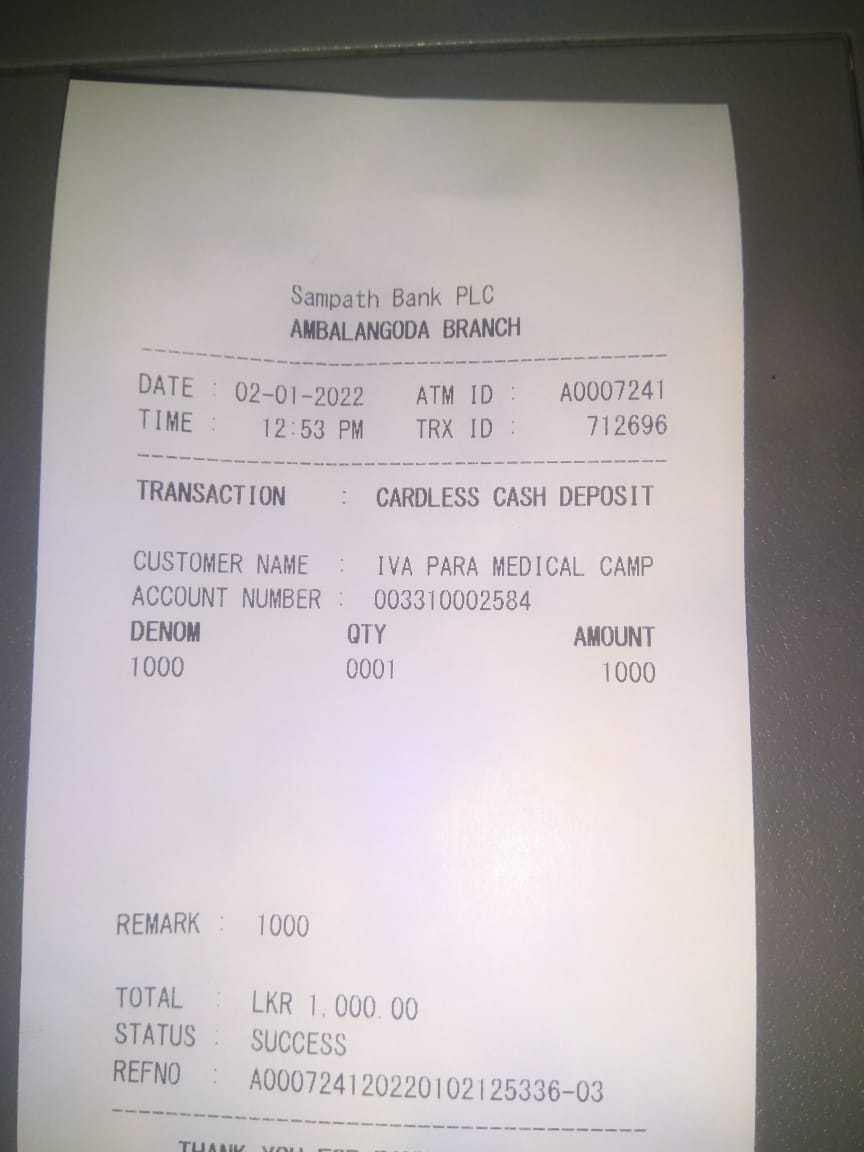 Sampath Bank PLC
AMBALANGODA BRANCH
DATE : 02-01-2022 ATM ID : A0007241
TIME : 12:53 PM TRX ID : 712696
TRANSACTION : CARDLESS CASH DEPOSIT
CUSTOMER NAME : IVA PARA MEDICAL CAMP
ACCOUNT NUMBER : 003310002584
DENOM QTY AMOUNT
1000 0001 1000
REMARK : 1000
TOTAL : LKR 1,000.00
STATUS : SUCCESS
REFNO : A000724120220102125336-03
THANK YOU FOR